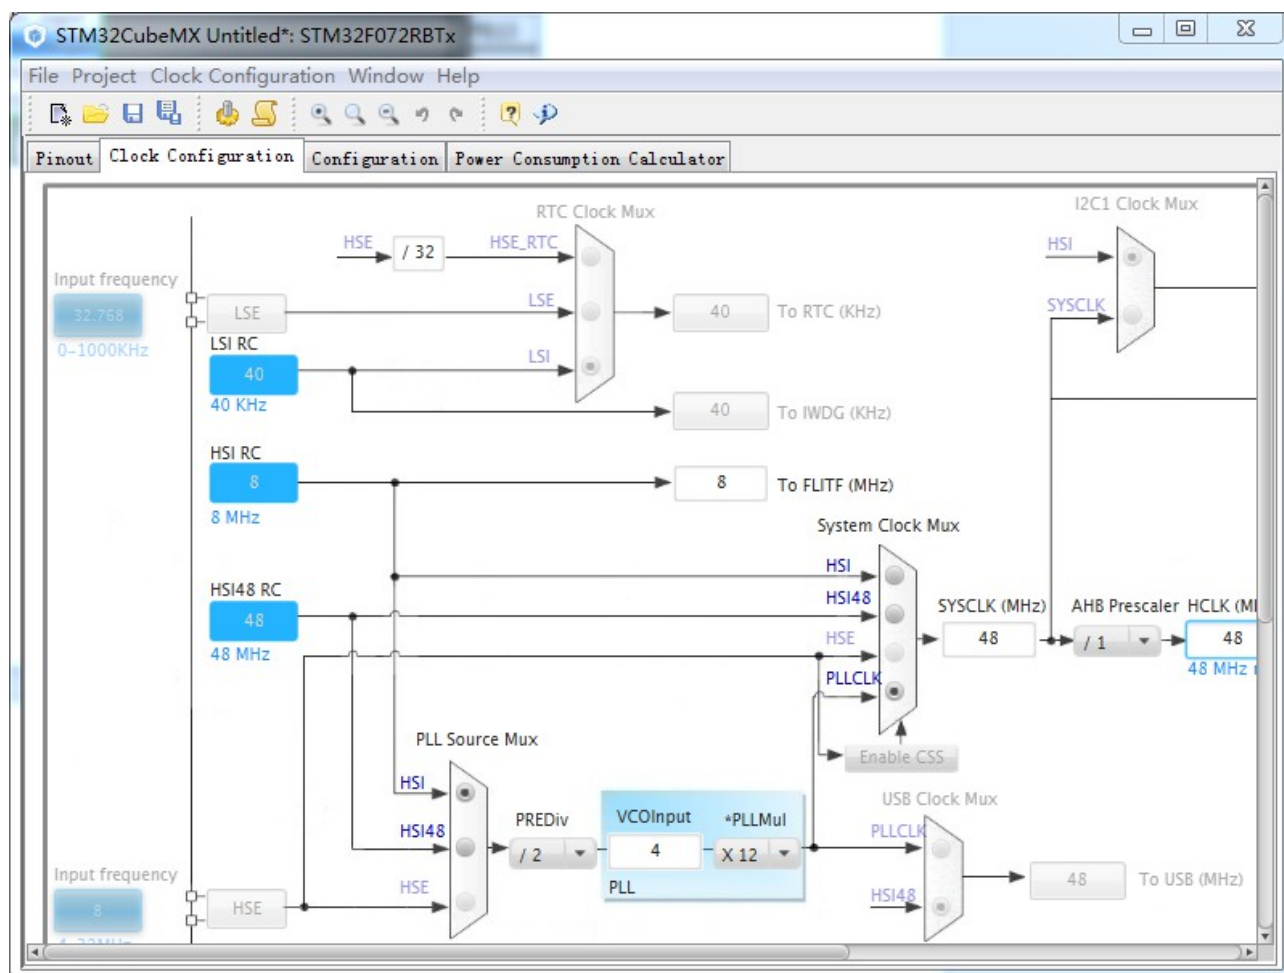 STM32CubeMX Untitled*: STM32F072RBTx
File Project Clock Configuration Window Help
Pinout Clock Configuration Configuration Power Consumption Calculator
RTC Clock Mux
I2C1 Clock Mux
HSE / 32 HSE_RTC
HSI
Input frequency
32.768
0-1000KHz
LSE
LSE
40
To RTC (KHz)
SYSCLK
LSI RC
40
40 KHz
LSI
40
To IWDG (KHz)
HSI RC
8
8 MHz
8
To FLITF (MHz)
System Clock Mux
HSI
HSI48 RC
48
48 MHz
HSI48
HSE
PLLCLK
SYSCLK (MHz)
48
AHB Prescaler
/ 1
HCLK (M
48
48 MHz
Enable CSS
PLL Source Mux
HSI
HSI48
HSE
PREDiv
/ 2
VCOInput
4
*PLLMul
X 12
PLL
USB Clock Mux
PLLCLK
HSI48
48
To USB (MHz)
Input frequency
8
HSE